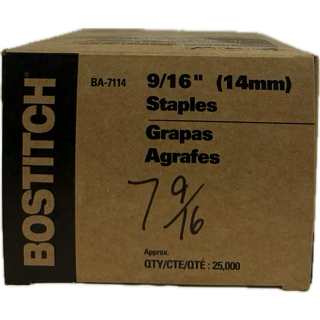 BOSTITCH
BA-7114
9/16" (14mm)
Staples
Grapas
Agrafes
7 9/16
Approx.
QTY/CTE/QTÉ : 25,000